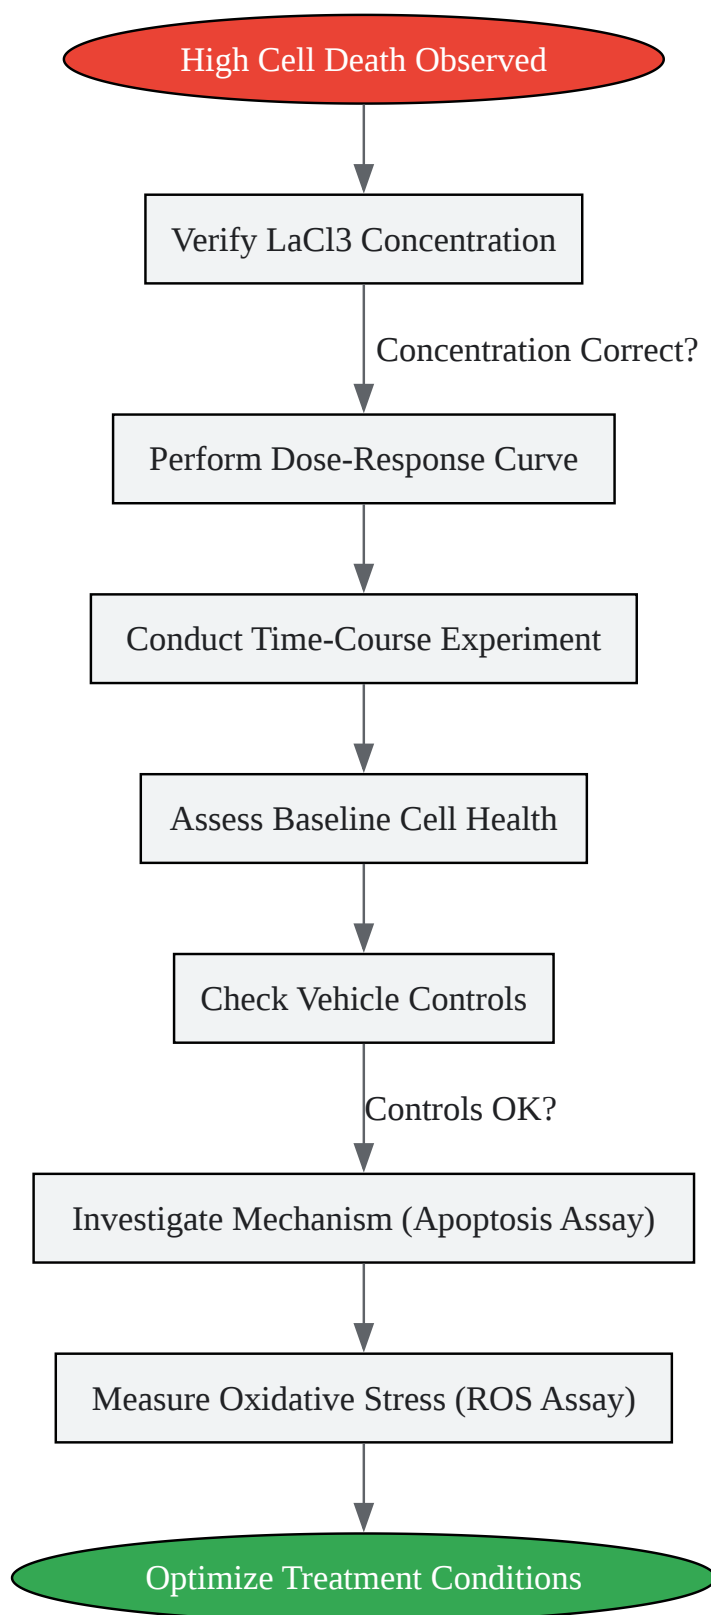 High Cell Death Observed
Verify LaCl3 Concentration
Concentration Correct?
Perform Dose-Response Curve
Conduct Time-Course Experiment
Assess Baseline Cell Health
Check Vehicle Controls
Controls OK?
Investigate Mechanism (Apoptosis Assay)
Measure Oxidative Stress (ROS Assay)
Optimize Treatment Conditions